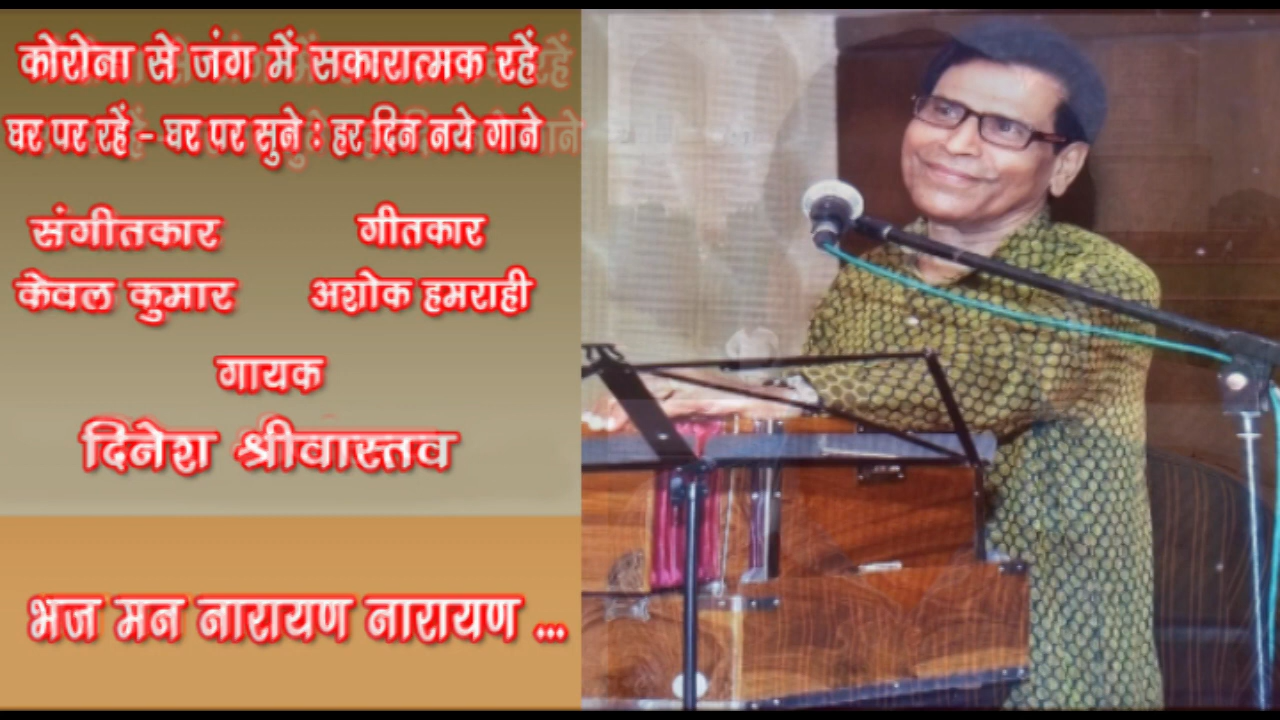 कोरोना से जंग में सकारात्मक रहें
घर पर रहें - घर पर सुने : हर दिन नये गाने
संगीतकार गीतकार
केवल कुमार अशोक हमराही
गायक
दिनेश श्रीवास्तव
भज मन नारायण नारायण ...